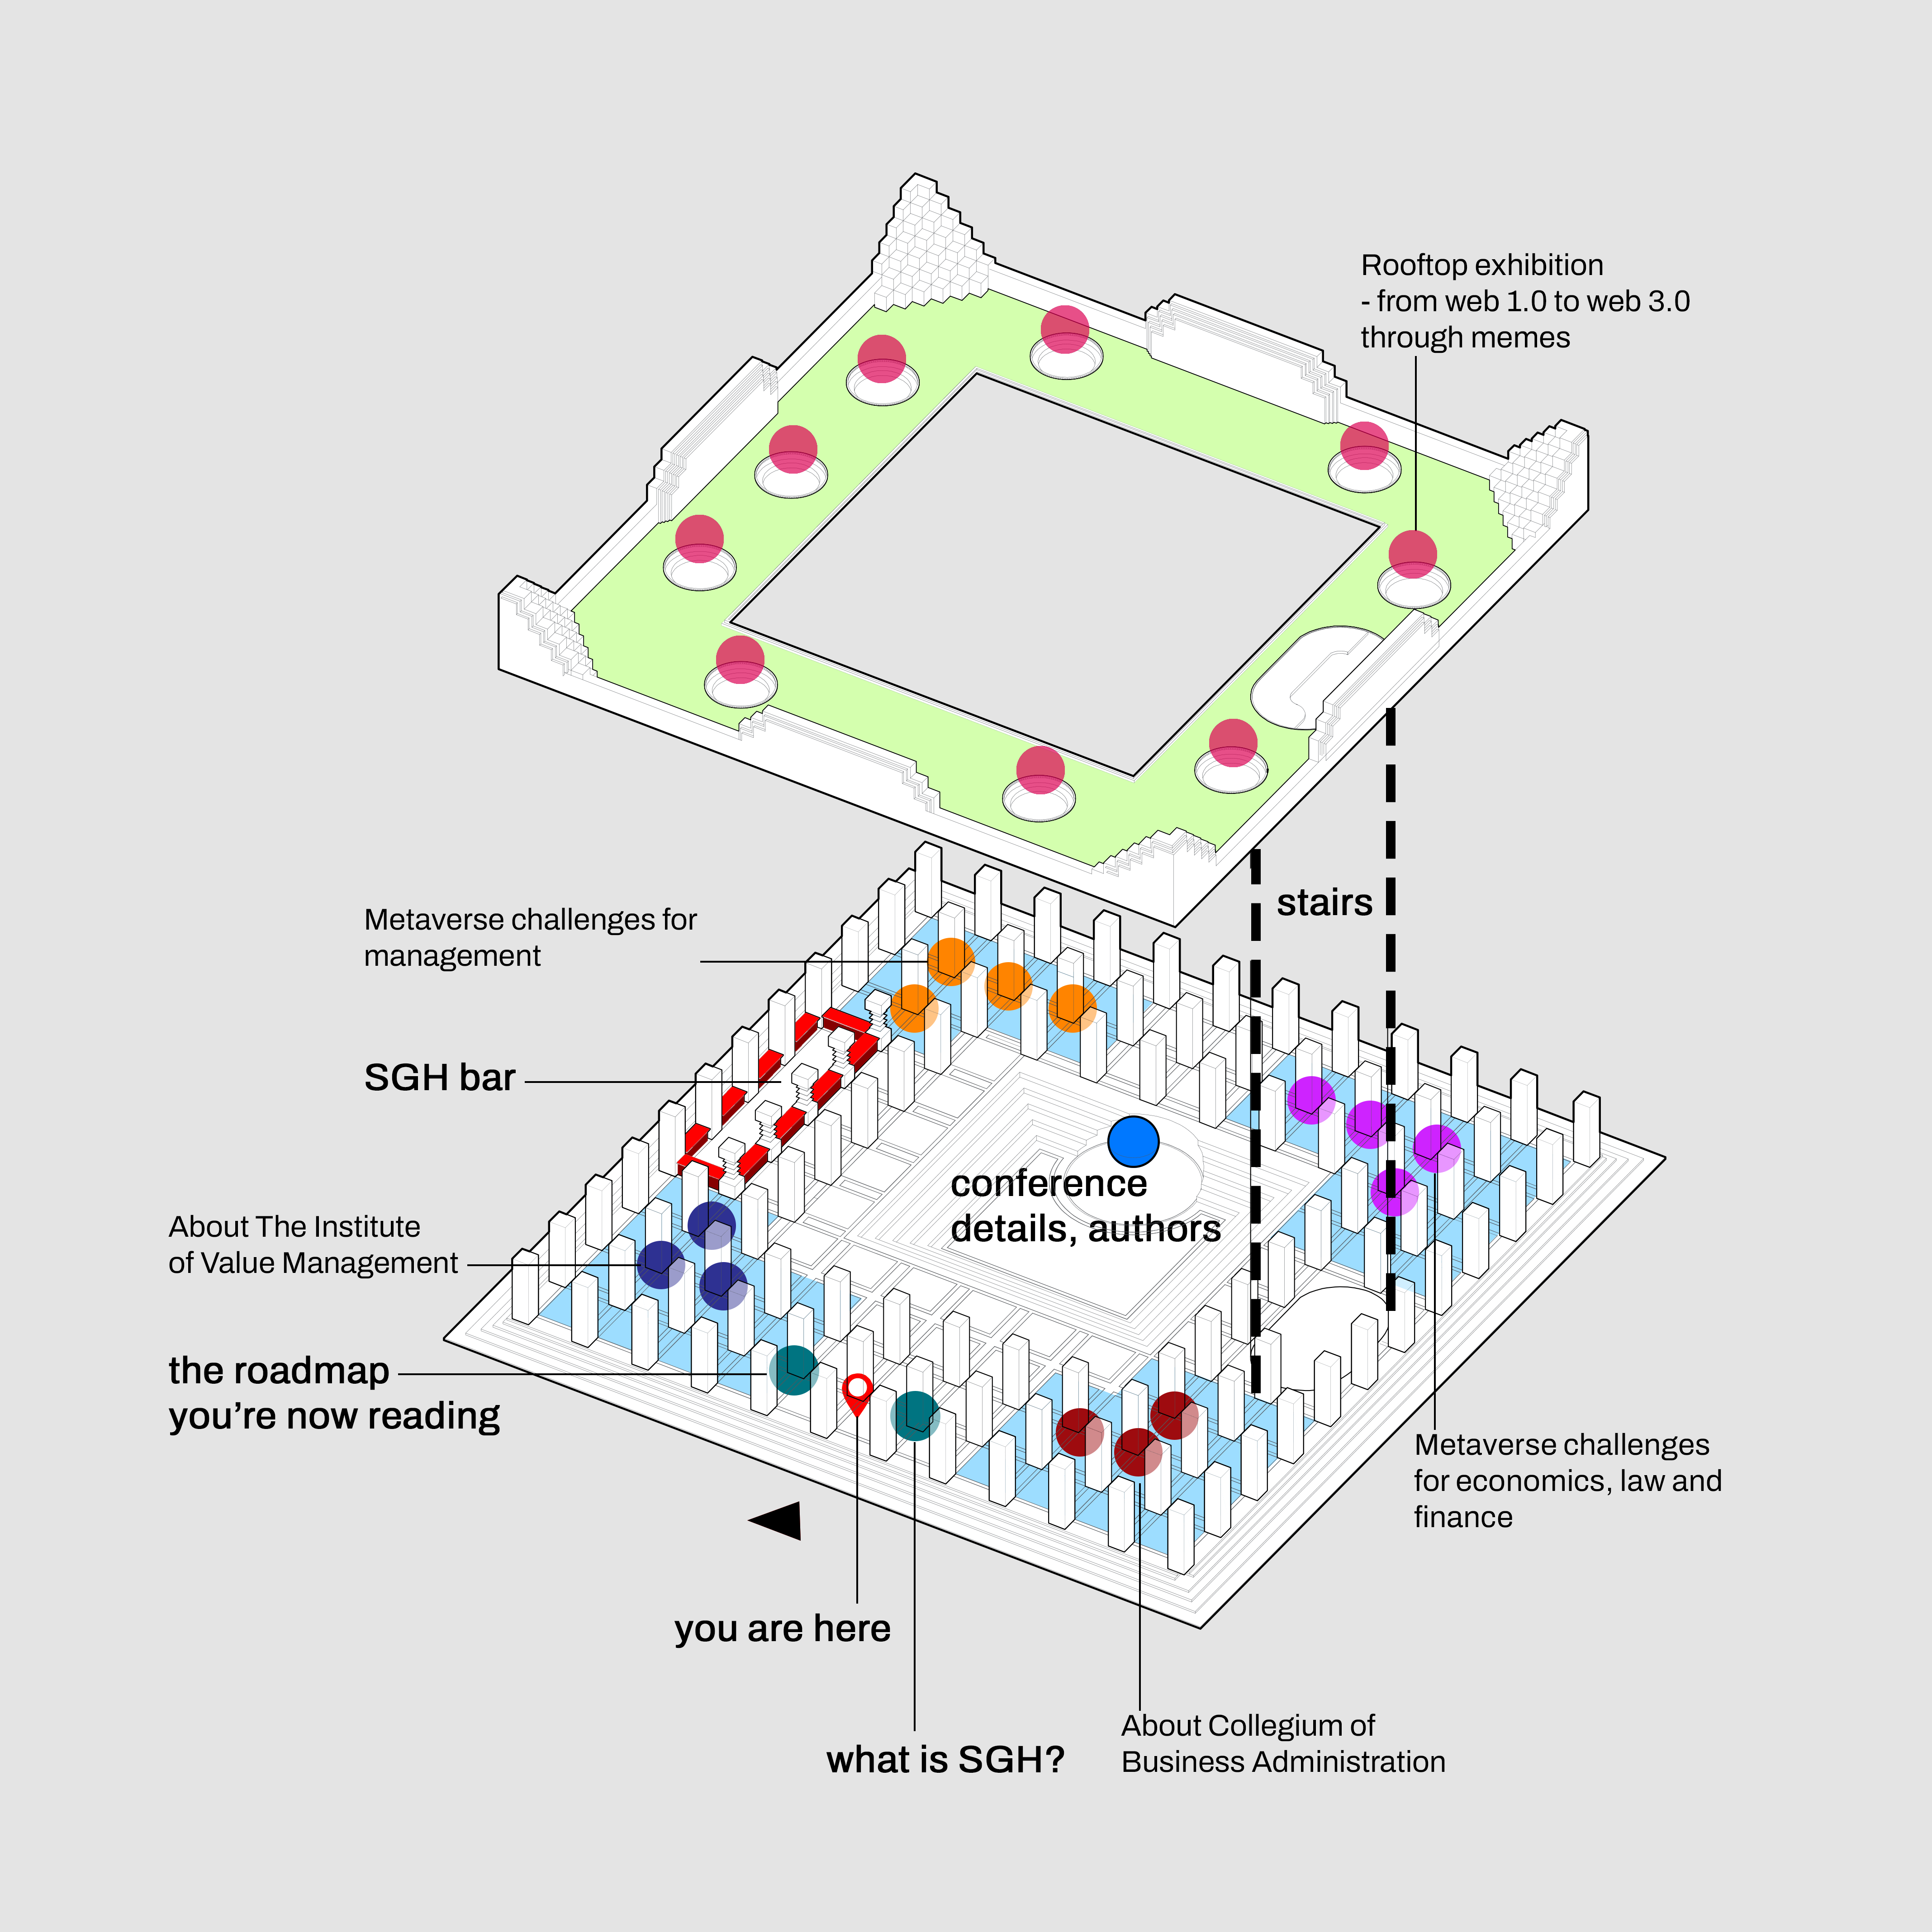 Rooftop exhibition
- from web 1.0 to web 3.0
through memes
stairs
Metaverse challenges for
management
SGH bar
conference
details, authors
About The Institute
of Value Management
the roadmap
you’re now reading
Metaverse challenges
for economics, law and
finance
you are here
what is SGH?
About Collegium of
Business Administration